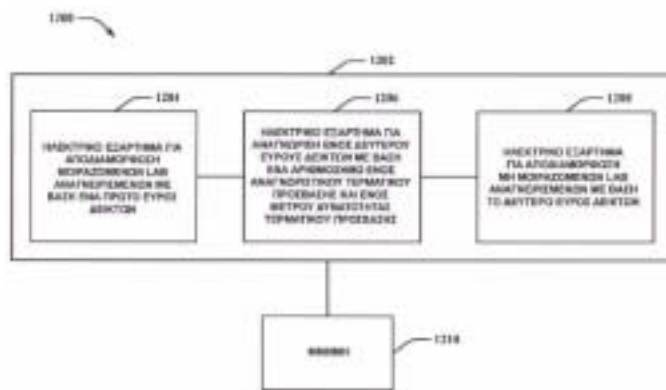 1200
1202
1204
1206
1208
ΗΛΕΚΤΡΙΚΟ ΕΞΑΡΤΗΜΑ ΓΙΑ
ΑΠΟΔΙΑΜΟΡΦΩΣΗ
ΜΟΙΡΑΖΟΜΕΝΩΝ LAB
ΑΝΑΓΝΩΡΙΣΜΕΝΩΝ ΜΕ
ΒΑΣΗ ΕΝΑ ΠΡΩΤΟ ΕΥΡΟΣ
ΔΕΙΚΤΩΝ
ΗΛΕΚΤΡΙΚΟ ΕΞΑΡΤΗΜΑ ΓΙΑ
ΑΝΑΓΝΩΡΙΣΗ ΕΝΟΣ ΔΕΥΤΕΡΟΥ
ΕΥΡΟΥΣ ΔΕΙΚΤΩΝ ΜΕ ΒΑΣΗ
ΕΝΑ ΑΡΙΘΜΟΣΗΜΟ ΕΝΟΣ
ΑΝΑΓΝΩΡΙΣΤΙΚΟΥ ΤΕΡΜΑΤΙΚΟΥ
ΠΡΟΣΒΑΣΗΣ ΚΑΙ ΕΝΟΣ
ΜΕΤΡΟΥ ΔΥΝΑΤΟΤΗΤΑΣ
ΤΕΡΜΑΤΙΚΟΥ ΠΡΟΣΒΑΣΗΣ
ΗΛΕΚΤΡΙΚΟ ΕΞΑΡΤΗΜΑ
ΓΙΑ ΑΠΟΔΙΑΜΟΡΦΩΣΗ
ΜΗ ΜΟΙΡΑΖΟΜΕΝΩΝ LAB
ΑΝΑΓΝΩΡΙΣΜΕΝΩΝ ΜΕ ΒΑΣΗ
ΤΟ ΔΕΥΤΕΡΟ ΕΥΡΟΣ ΔΕΙΚΤΩΝ
ΜΝΗΜΗ
1210